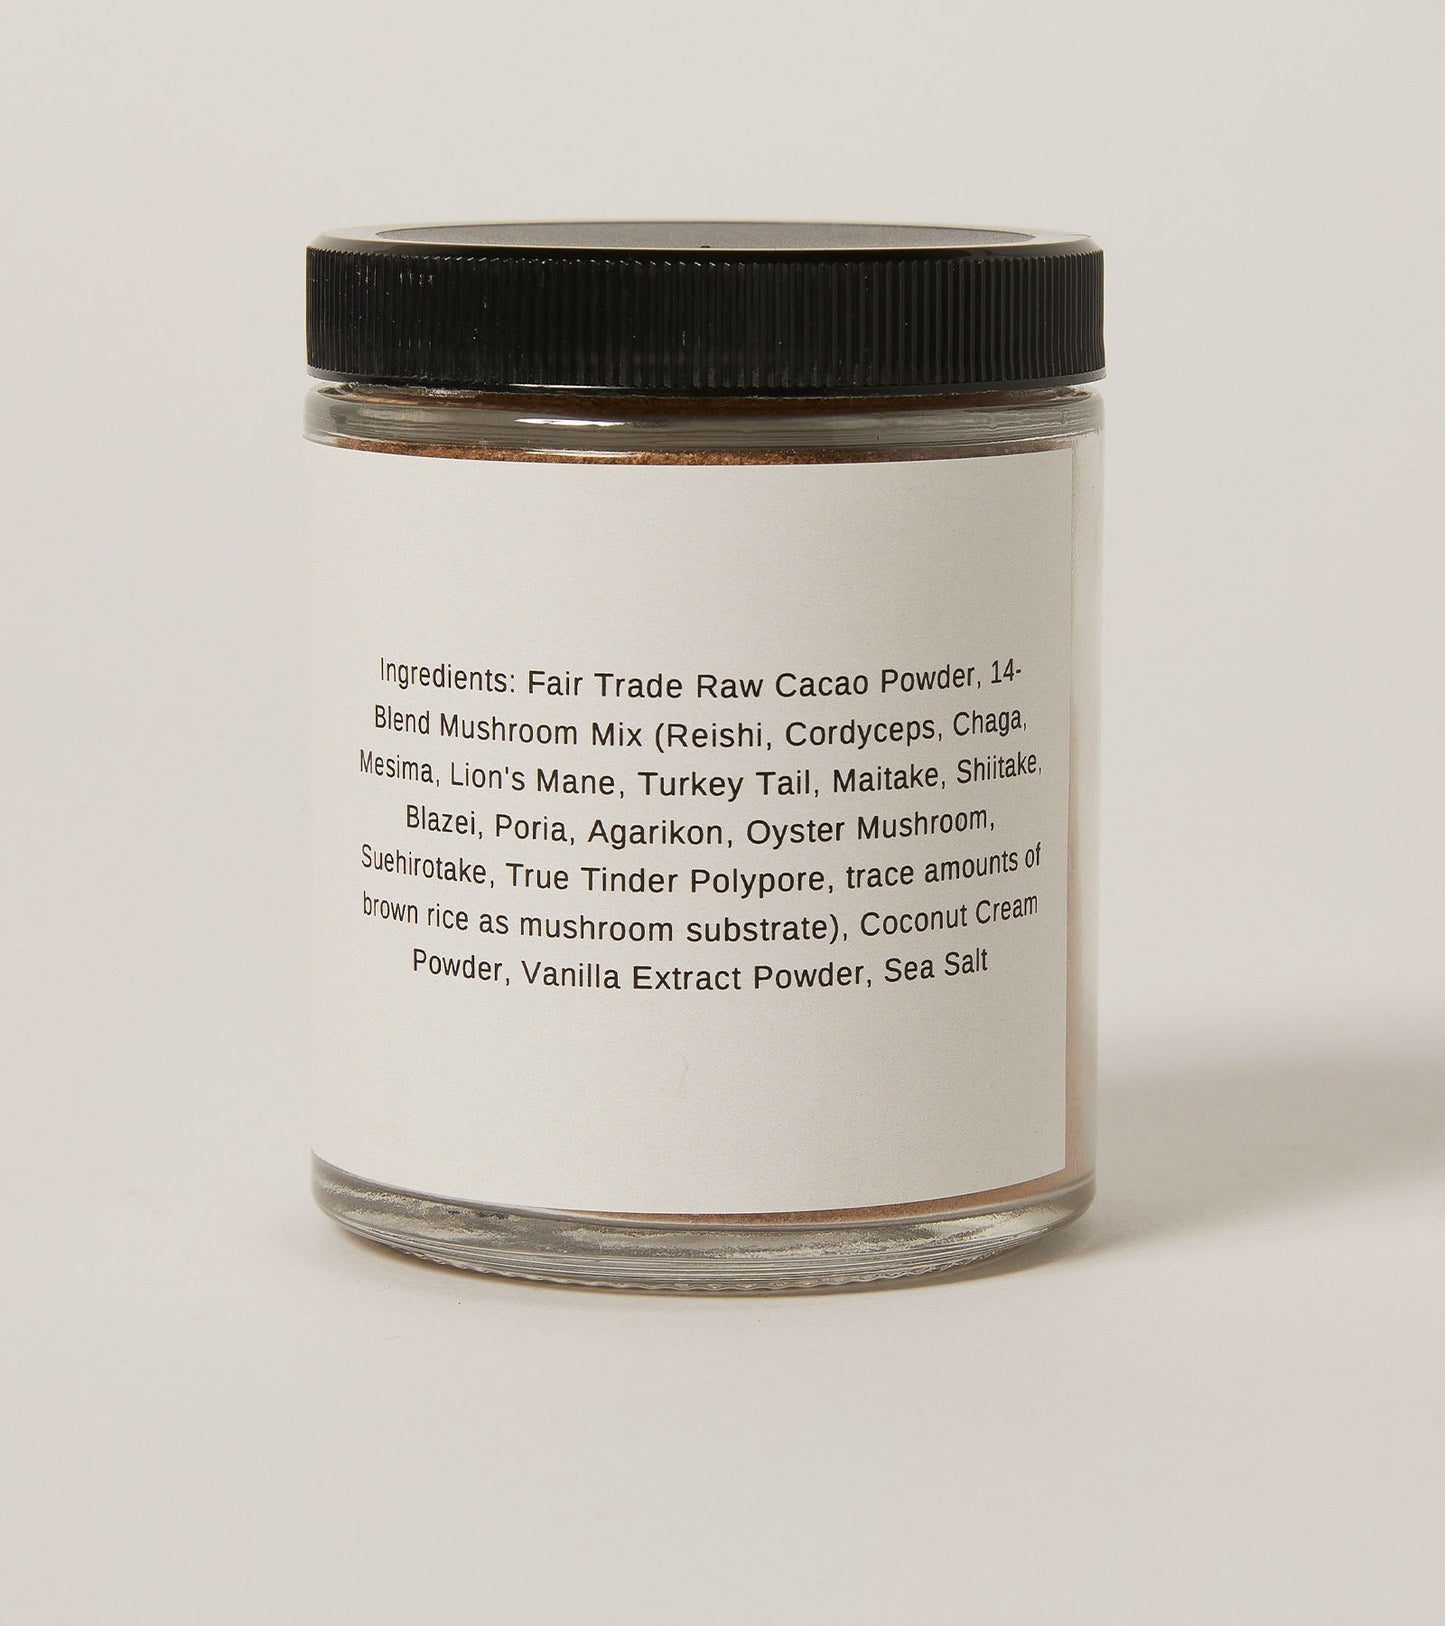 Ingredients: Fair Trade Raw Cacao Powder, 14-
Blend Mushroom Mix (Reishi, Cordyceps, Chaga,
Mesima, Lion's Mane, Turkey Tail, Maitake, Shiitake,
Blazei, Poria, Agarikon, Oyster Mushroom,
Suehirotake, True Tinder Polypore, trace amounts of
brown rice as mushroom substrate), Coconut Cream
Powder, Vanilla Extract Powder, Sea Salt